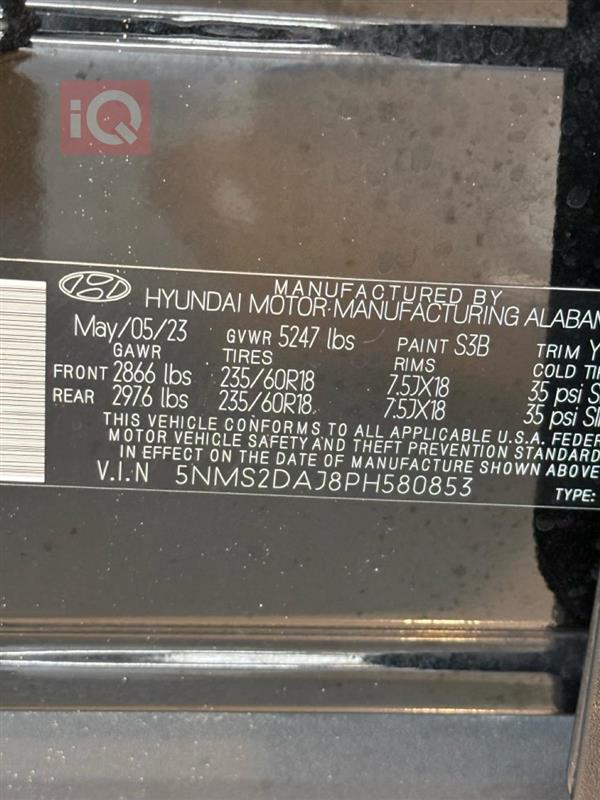 iQ
MANUFACTURED BY
HYUNDAI MOTOR MANUFACTURING ALABAM
May/05/23 GVWR 5247 lbs PAINT S3B TRIM Y
GAWR TIRES RIMS COLD TI
FRONT 2866 lbs 235/60R18 7.5JX18 35 psi S
REAR 2976 lbs 235/60R18 7.5JX18 35 psi SI
THIS VEHICLE CONFORMS TO ALL APPLICABLE U.S.A. FEDER
MOTOR VEHICLE SAFETY AND THEFT PREVENTION STANDARD
IN EFFECT ON THE DATE OF MANUFACTURE SHOWN ABOVE
V.I.N 5NMS2DAJ8PH580853
TYPE: